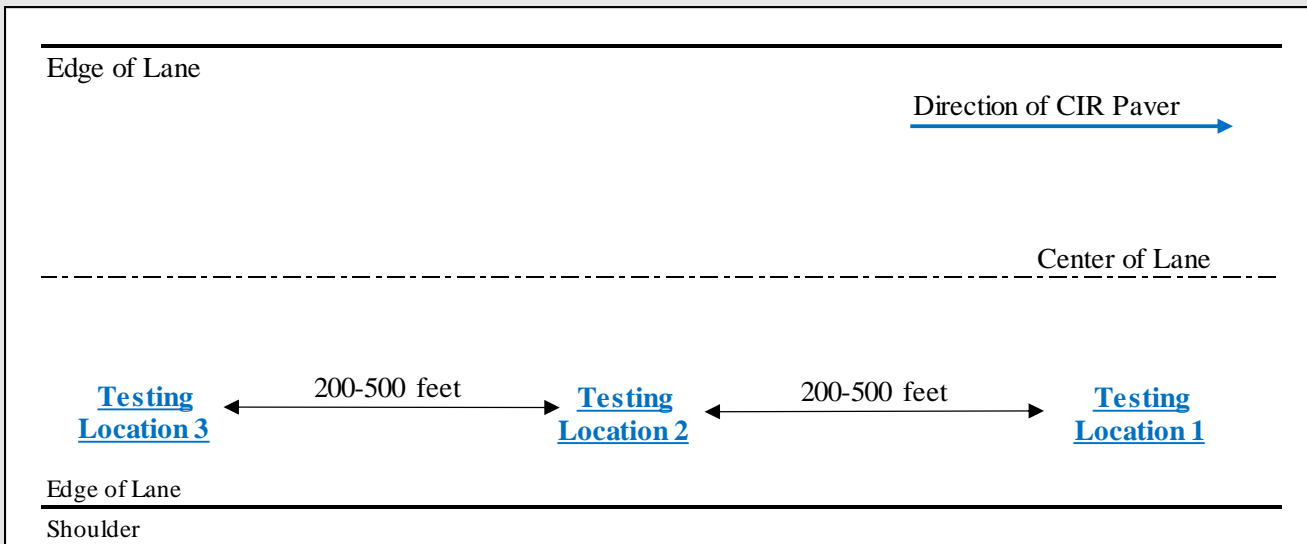 Edge of Lane
Direction of CIR Paver
Center of Lane
Testing
Location 3
200-500 feet
Testing
Location 2
200-500 feet
Testing
Location 1
Edge of Lane
Shoulder